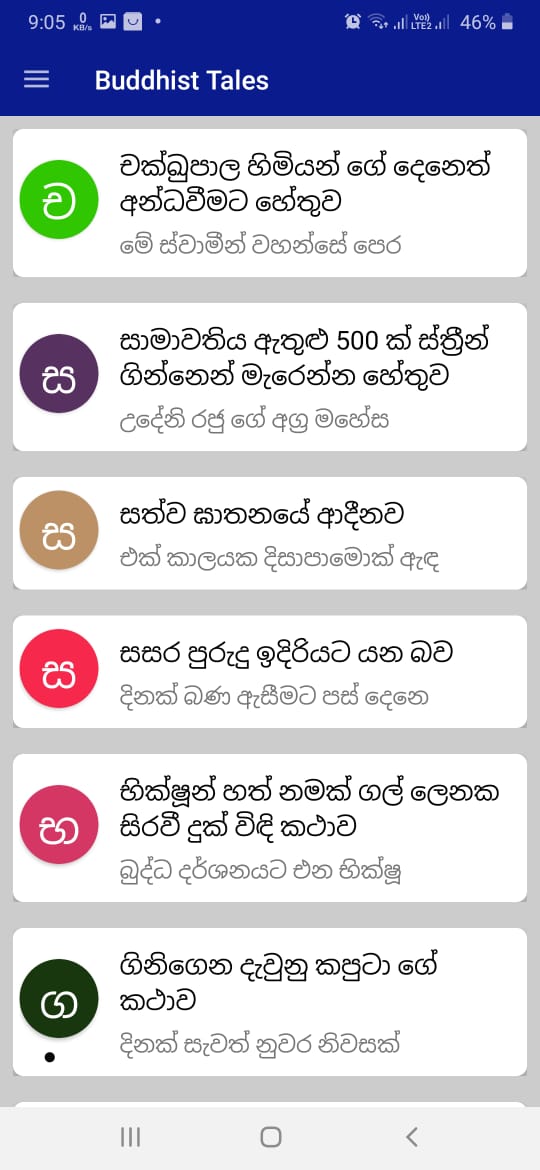 9:05 0 KB/s Vo)) LTE2 46%
Buddhist Tales
ච
චක්ඛුපාල හිමියන් ගේ දෙනෙත්
අන්ධවීමට හේතුව
මේ ස්වාමීන් වහන්සේ පෙර
ස
සාමාවතිය ඇතුළු 500 ක් ස්ත්‍රීන්
ගින්නෙන් මැරෙන්න හේතුව
උදේනි රජු ගේ අග්‍ර මහේස
ස
සත්ව ඝාතනයේ ආදීනව
එක් කාලයක දිසාපාමොක් ඇඳ
ස
සසර පුරුදු ඉදිරියට යන බව
දිනක් බණ ඇසීමට පස් දෙනෙ
භ
භික්ෂූන් හත් නමක් ගල් ලෙනක
සිරවී දුක් විඳි කථාව
බුද්ධ දර්ශනයට එන භික්ෂූ
ග
ගිනිගෙන දැවුනු කපුටා ගේ
කථාව
දිනක් සැවත් නුවර නිවසක්